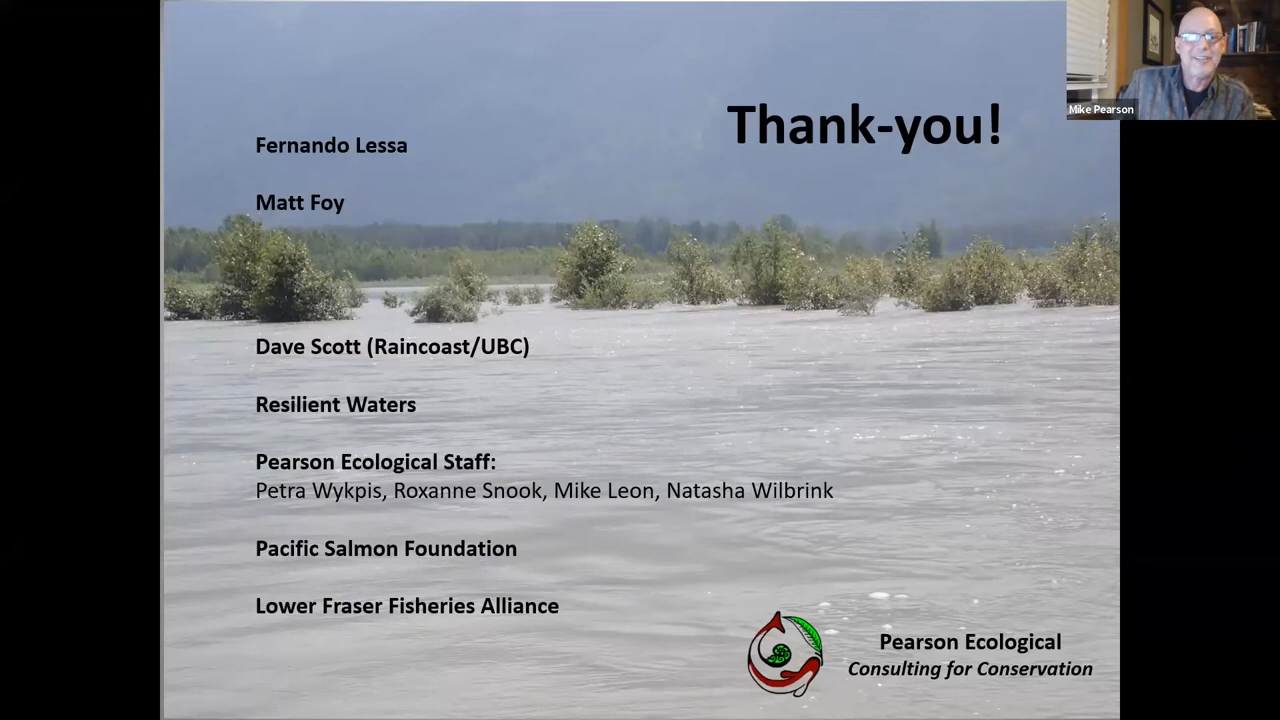 Thank-you!
Mike Pearson
Fernando Lessa
Matt Foy
Dave Scott (Raincoast/UBC)
Resilient Waters
Pearson Ecological Staff:
Petra Wykpis, Roxanne Snook, Mike Leon, Natasha Wilbrink
Pacific Salmon Foundation
Lower Fraser Fisheries Alliance
Pearson Ecological
Consulting for Conservation